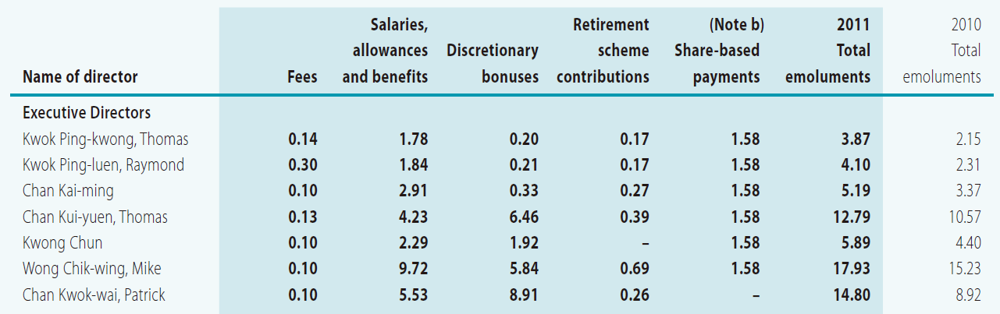 Salaries, Retirement (Note b) 2011 2010
allowances Discretionary scheme Share-based Total Total
Name of director Fees and benefits bonuses contributions payments emoluments emoluments
Executive Directors
Kwok Ping-kwong, Thomas 0.14 1.78 0.20 0.17 1.58 3.87 2.15
Kwok Ping-luen, Raymond 0.30 1.84 0.21 0.17 1.58 4.10 2.31
Chan Kai-ming 0.10 2.91 0.33 0.27 1.58 5.19 3.37
Chan Kui-yuen, Thomas 0.13 4.23 6.46 0.39 1.58 12.79 10.57
Kwong Chun 0.10 2.29 1.92 – 1.58 5.89 4.40
Wong Chik-wing, Mike 0.10 9.72 5.84 0.69 1.58 17.93 15.23
Chan Kwok-wai, Patrick 0.10 5.53 8.91 0.26 – 14.80 8.92